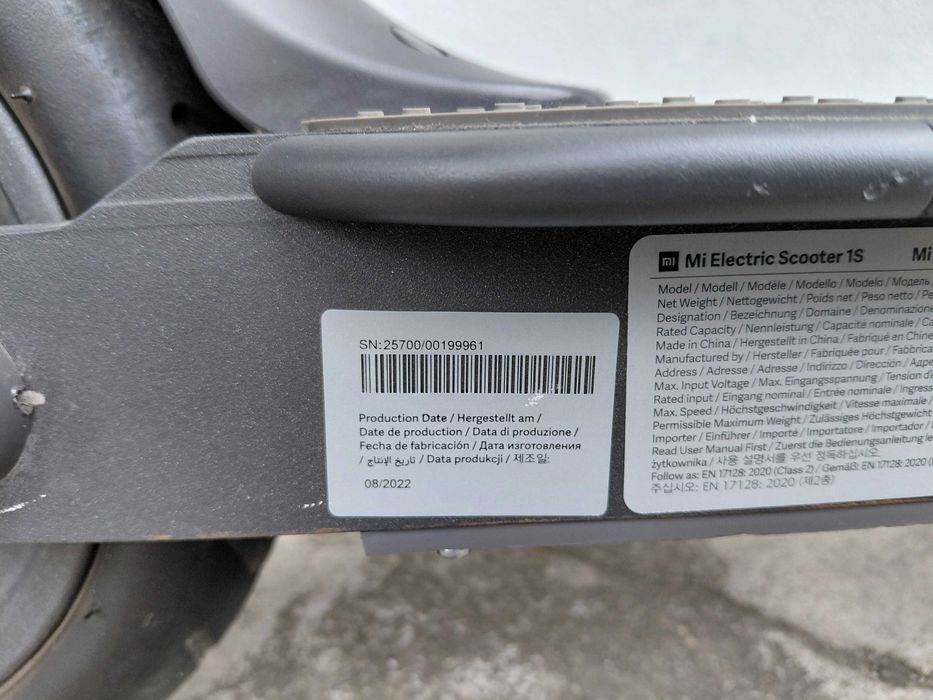 SN:25700/00199961
Production Date / Hergestellt am /
Date de production / Data di produzione /
Fecha de fabricación / Дата изготовления
/ تاريخ الإنتاج / Data produkcji / 제조일:
08/2022
mi Mi Electric Scooter 1S Mi
Model / Modell / Modèle / Modello / Modelo / Модель
Net Weight / Nettogewicht / Poids net / Peso netto /
Designation / Bezeichnung / Domaine / Denominazione
Rated Capacity / Nennleistung / Capacité nominale /
Made in China / Hergestellt in China / Fabriqué en Chine
Manufactured by / Hersteller / Fabriquée pour /
Address / Adresse / Adresse / Indirizzo / Dirección /
Max. Input Voltage / Max. Eingangsspannung / Tension
Rated input / Eingang nominal / Entrée nominale /
Max. Speed / Höchstgeschwindigkeit / Vitesse maximale /
Permissible Maximum Weight / Zulässiges Höchstgewicht
Importer / Einführer / Importé / Importatore / Importador /
Read User Manual First / Zuerst die Bedienungsanleitung
żytkownika / 사용 설명서를 우선 정독하십시오
Follow as: EN 17128: 2020 (Class 2) / Gemäß: EN 17128: 2020
주십시오: EN 17128: 2020 (제2종)